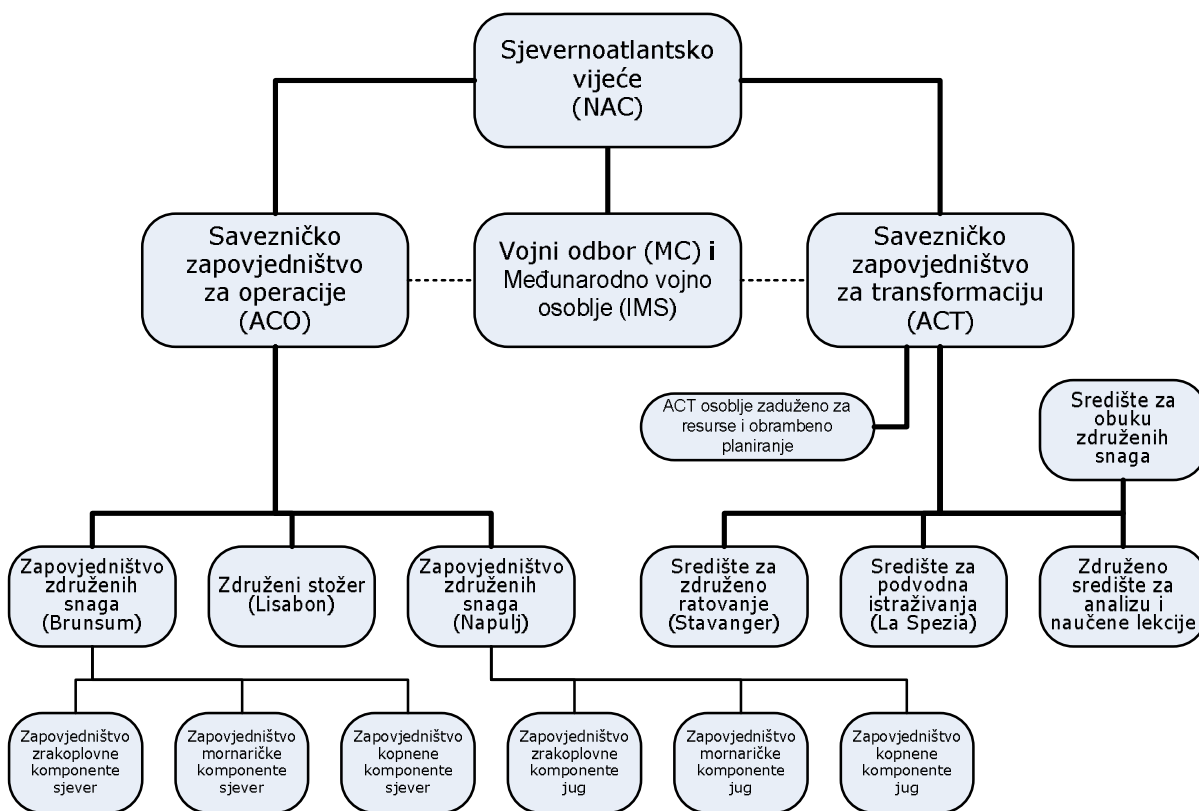 Sjevernoatlantsko
vijeće
(NAC)
Savezničko
zapovjedništvo
za operacije
(ACO)
Vojni odbor (MC) i
Međunarodno vojno
osoblje (IMS)
Savezničko
zapovjedništvo
za transformaciju
(ACT)
ACT osoblje zaduženo za
resurse i obrambeno
planiranje
Središte za
obuku
združenih
snaga
Zapovjedništvo
združenih
snaga
(Brunsum)
Združeni stožer
(Lisabon)
Zapovjedništvo
združenih
snaga
(Napulj)
Središte za
združeno
ratovanje
(Stavanger)
Središte za
podvodna
istraživanja
(La Spezia)
Združeno
središte za
analizu i
naučene lekcije
Zapovjedništvo
zrakoplovne
komponente
sjever
Zapovjedništvo
mornaričke
komponente
sjever
Zapovjedništvo
kopnene
komponente
sjever
Zapovjedništvo
zrakoplovne
komponente
jug
Zapovjedništvo
mornaričke
komponente
jug
Zapovjedništvo
kopnene
komponente
jug